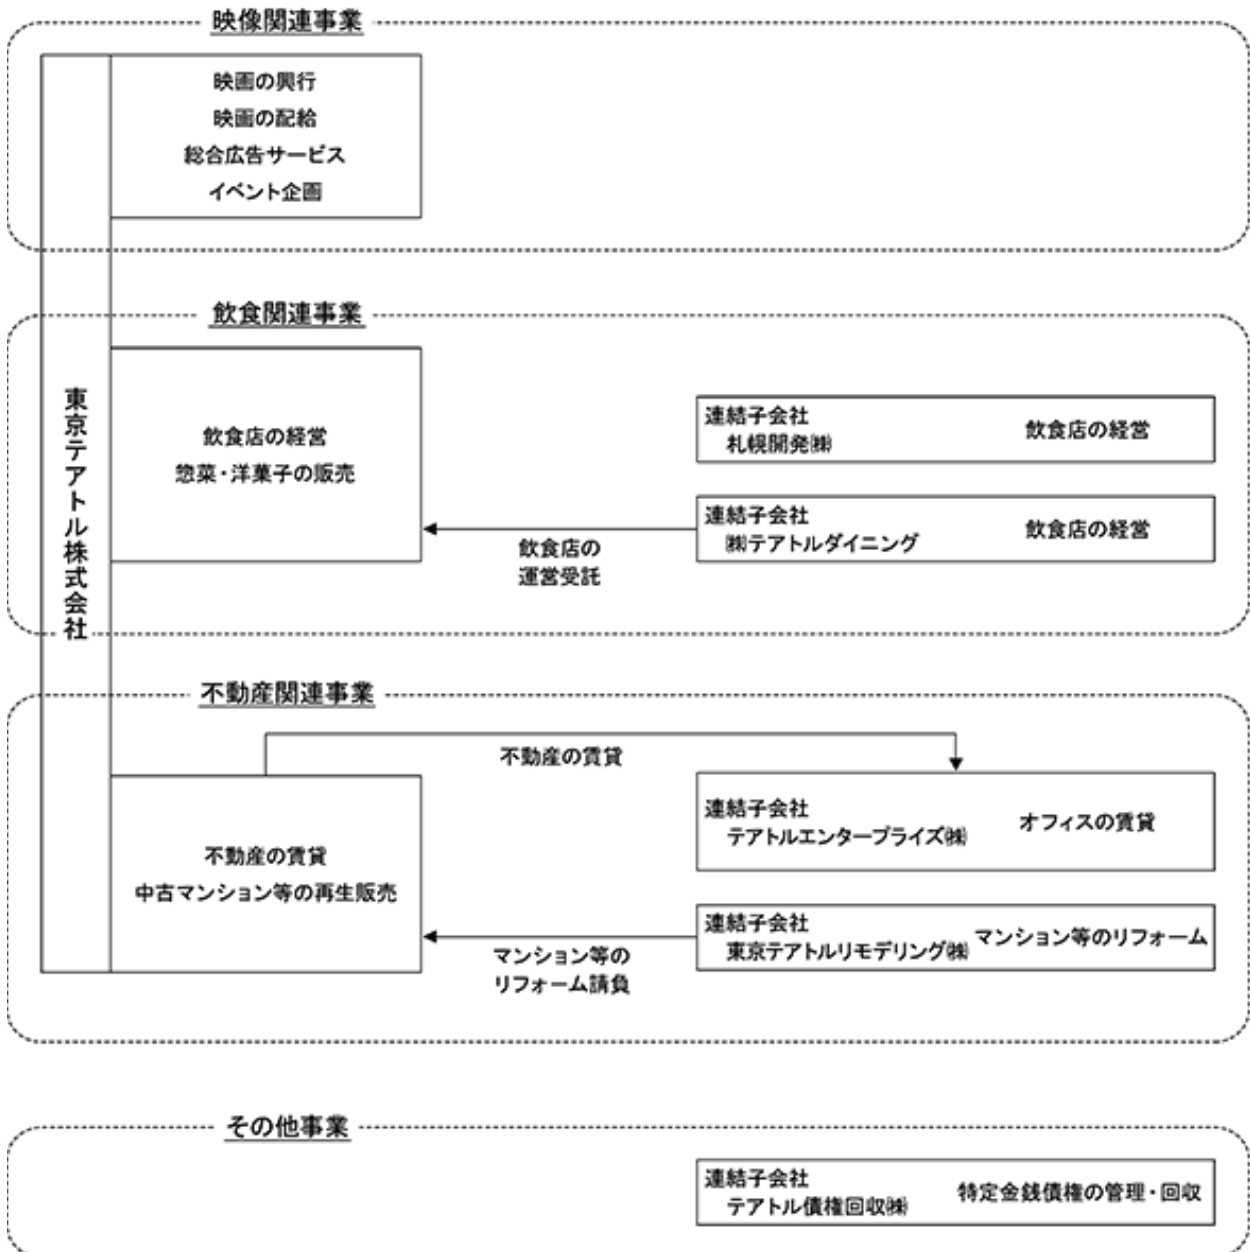 映像関連事業
映画の興行
映画の配給
総合広告サービス
イベント企画
東京テアトル株式会社
飲食関連事業
飲食店の経営
惣菜・洋菓子の販売
連結子会社
札幌開発㈱
飲食店の経営
連結子会社
㈱テアトルダイニング
飲食店の経営
飲食店の
運営受託
不動産関連事業
不動産の賃貸
不動産の賃貸
中古マンション等の再生販売
連結子会社
テアトルエンタープライズ㈱
オフィスの賃貸
連結子会社
東京テアトルリモデリング㈱
マンション等のリフォーム
マンション等の
リフォーム請負
その他事業
連結子会社
テアトル債権回収㈱
特定金銭債権の管理・回収